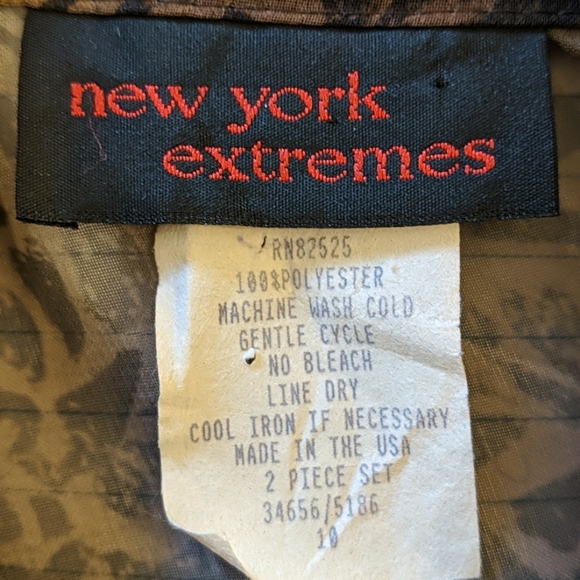 new york
extremes
RN82525
100%POLYESTER
MACHINE WASH COLD
GENTLE CYCLE
NO BLEACH
LINE DRY
COOL IRON IF NECESSARY
MADE IN THE USA
2 PIECE SET
34656/5186
10